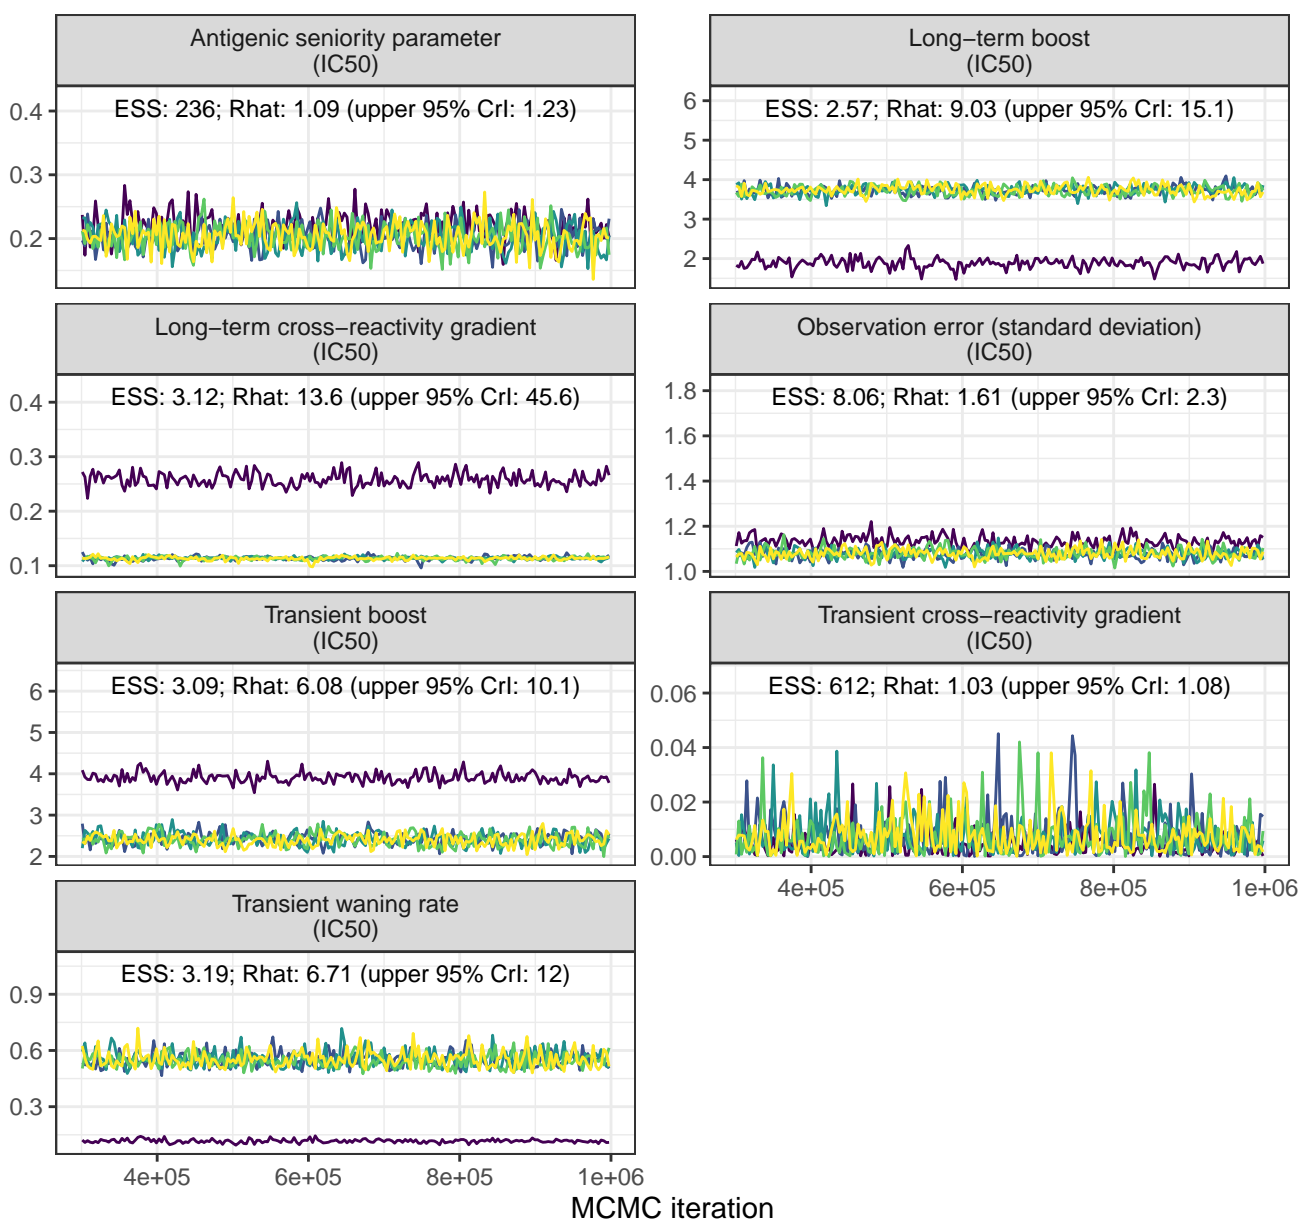 Antigenic seniority parameter
(IC50)
ESS: 236; Rhat: 1.09 (upper 95% CrI: 1.23)
0.4
0.3
0.2
Long−term boost
(IC50)
ESS: 2.57; Rhat: 9.03 (upper 95% CrI: 15.1)
6
5
4
3
2
Long−term cross−reactivity gradient
(IC50)
ESS: 3.12; Rhat: 13.6 (upper 95% CrI: 45.6)
0.4
0.3
0.2
0.1
Observation error (standard deviation)
(IC50)
ESS: 8.06; Rhat: 1.61 (upper 95% CrI: 2.3)
1.8
1.6
1.4
1.2
1.0
Transient boost
(IC50)
ESS: 3.09; Rhat: 6.08 (upper 95% CrI: 10.1)
6
5
4
3
2
Transient cross−reactivity gradient
(IC50)
ESS: 612; Rhat: 1.03 (upper 95% CrI: 1.08)
0.06
0.04
0.02
0.00
4e+05 6e+05 8e+05 1e+06
Transient waning rate
(IC50)
ESS: 3.19; Rhat: 6.71 (upper 95% CrI: 12)
0.9
0.6
0.3
4e+05 6e+05 8e+05 1e+06
MCMC iteration